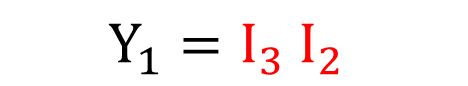 Y₁ = I₃ I₂